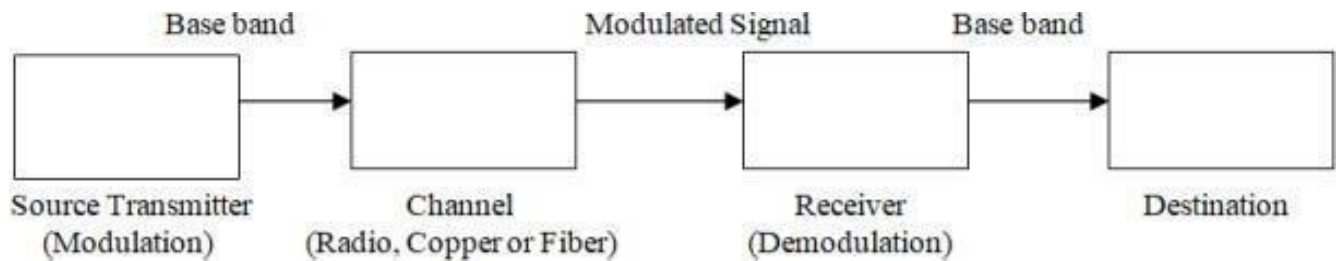 Base band Modulated Signal Base band
Source Transmitter Channel Receiver Destination
(Modulation) (Radio, Copper or Fiber) (Demodulation)